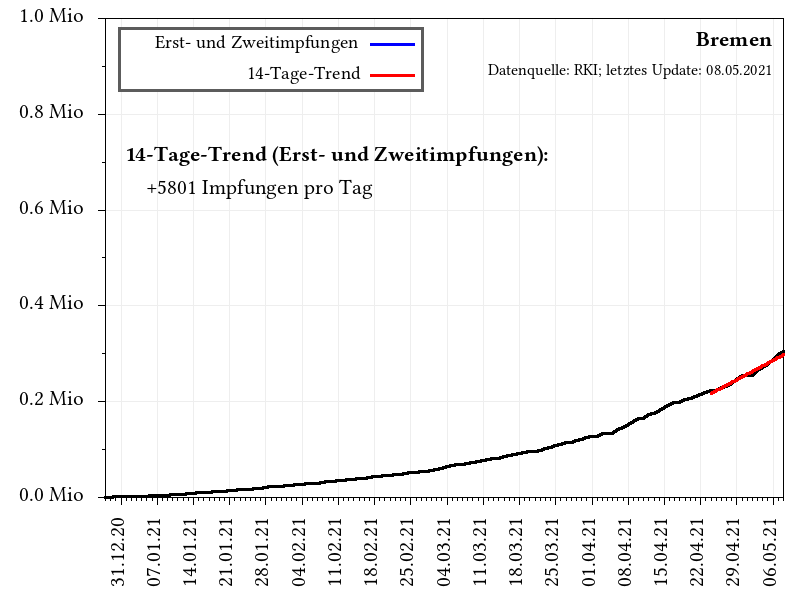 1.0 Mio
0.8 Mio
0.6 Mio
0.4 Mio
0.2 Mio
0.0 Mio
Erst- und Zweitimpfungen
14-Tage-Trend
Bremen
Datenquelle: RKI; letztes Update: 08.05.2021
14-Tage-Trend (Erst- und Zweitimpfungen):
+5801 Impfungen pro Tag
31.12.20
07.01.21
14.01.21
21.01.21
28.01.21
04.02.21
11.02.21
18.02.21
25.02.21
04.03.21
11.03.21
18.03.21
25.03.21
01.04.21
08.04.21
15.04.21
22.04.21
29.04.21
06.05.21